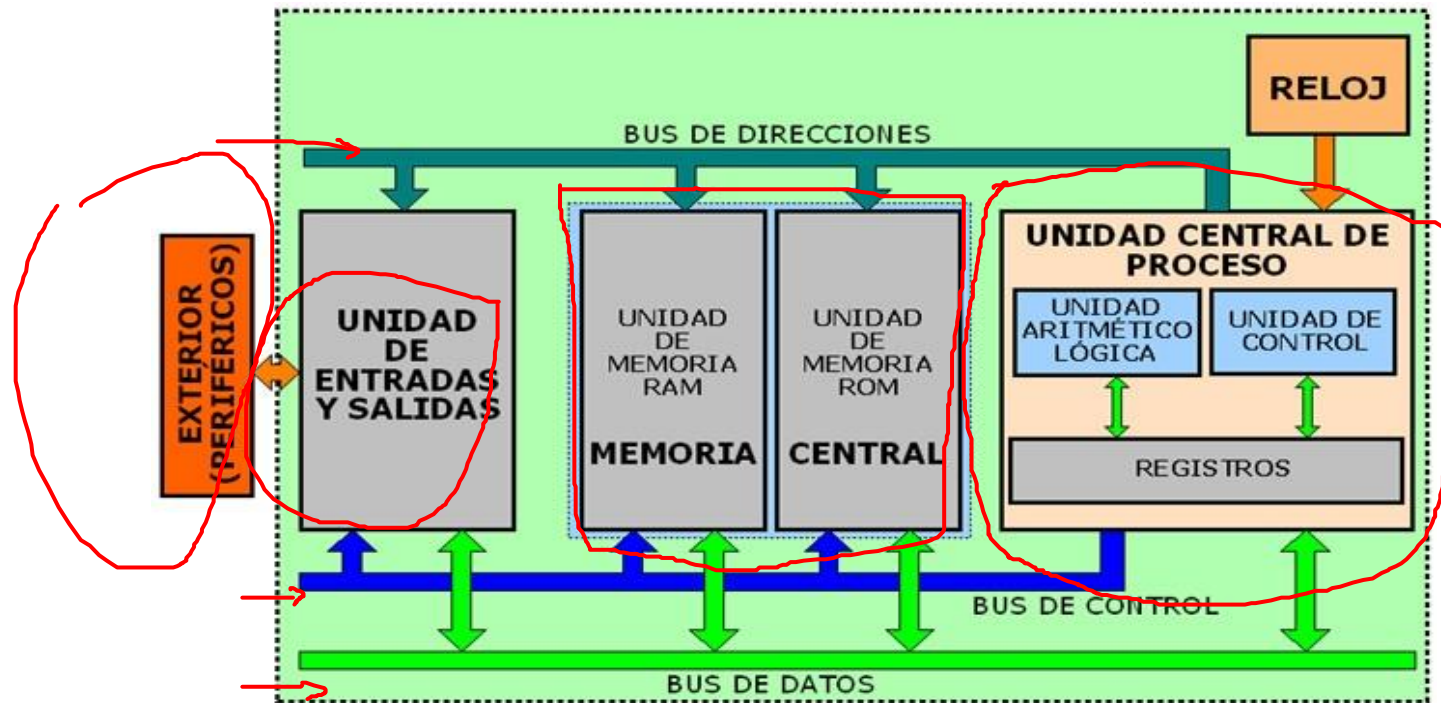 RELOJ
BUS DE DIRECCIONES
EXTERIOR
(PERIFÉRICOS)
UNIDAD
DE
ENTRADAS
Y SALIDAS
UNIDAD
DE
MEMORIA
RAM
MEMORIA
UNIDAD
DE
MEMORIA
ROM
CENTRAL
UNIDAD CENTRAL DE
PROCESO
UNIDAD
ARITMÉTICO
LÓGICA
UNIDAD DE
CONTROL
REGISTROS
BUS DE CONTROL
BUS DE DATOS